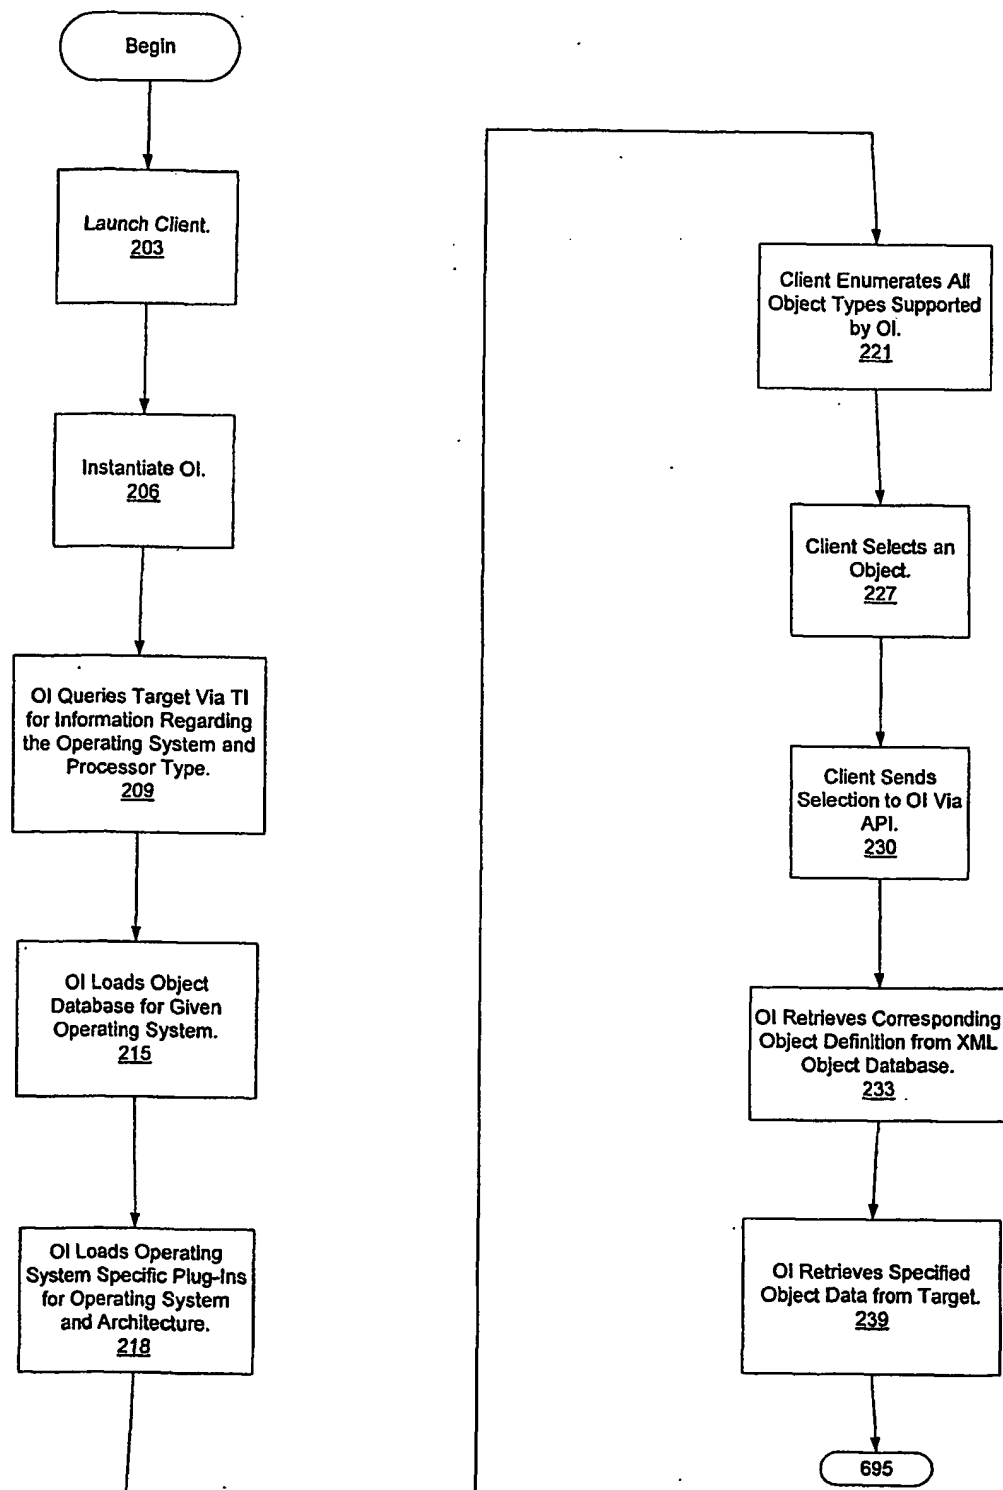 Begin
Launch Client.
203
Instantiate OI.
206
OI Queries Target Via TI
for Information Regarding
the Operating System and
Processor Type.
209
OI Loads Object
Database for Given
Operating System.
215
OI Loads Operating
System Specific Plug-Ins
for Operating System
and Architecture.
218
Client Enumerates All
Object Types Supported
by OI.
221
Client Selects an
Object.
227
Client Sends
Selection to OI Via
API.
230
OI Retrieves Corresponding
Object Definition from XML
Object Database.
233
OI Retrieves Specified
Object Data from Target.
239
695